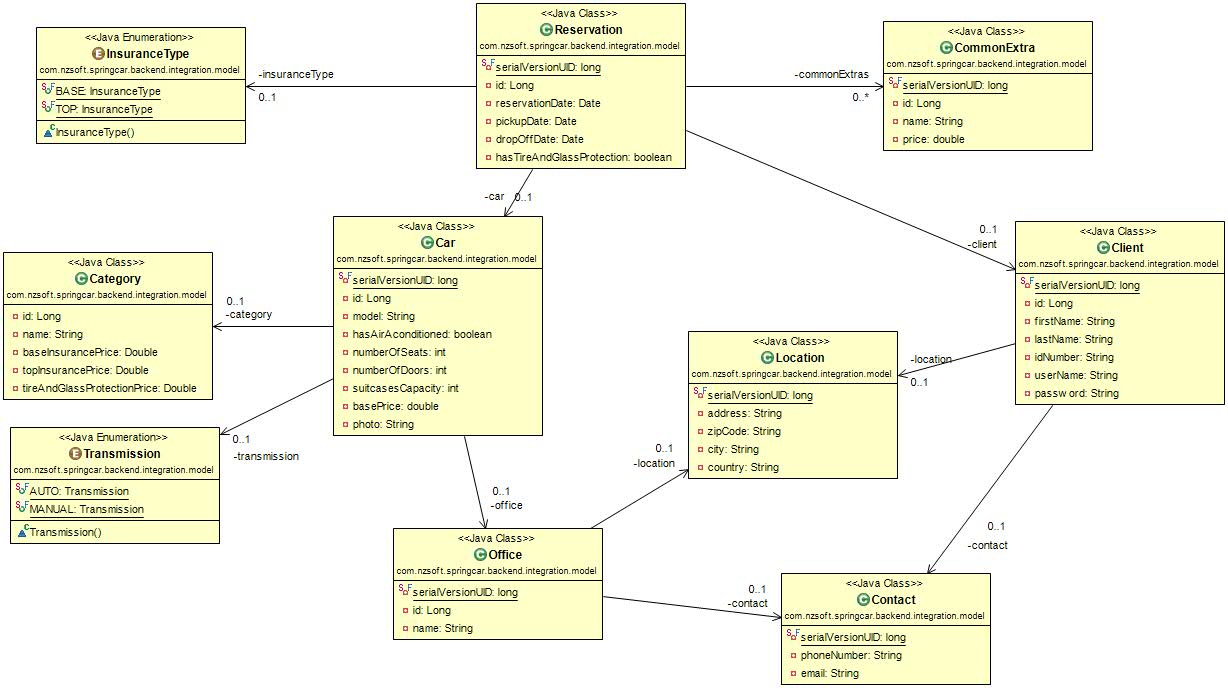 <<Java Enumeration>>
InsuranceType
com.nzsoft.springcar.backend.integration.model
BASE: InsuranceType
TOP: InsuranceType
InsuranceType()
-insuranceType
0..1
<<Java Class>>
Reservation
com.nzsoft.springcar.backend.integration.model
serialVersionUID: long
id: Long
reservationDate: Date
pickupDate: Date
dropOffDate: Date
hasTireAndGlassProtection: boolean
-commonExtras
0..*
<<Java Class>>
CommonExtra
com.nzsoft.springcar.backend.integration.model
serialVersionUID: long
id: Long
name: String
price: double
-car 0..1
0..1
-client
<<Java Class>>
Category
com.nzsoft.springcar.backend.integration.model
id: Long
name: String
baseInsurancePrice: Double
topInsurancePrice: Double
tireAndGlassProtectionPrice: Double
0..1
-category
<<Java Class>>
Car
com.nzsoft.springcar.backend.integration.model
serialVersionUID: long
id: Long
model: String
hasAirAconditioned: boolean
numberOfSeats: int
numberOfDoors: int
suitcasesCapacity: int
basePrice: double
photo: String
<<Java Class>>
Client
com.nzsoft.springcar.backend.integration.model
serialVersionUID: long
id: Long
firstName: String
lastName: String
idNumber: String
userName: String
password: String
<<Java Class>>
Location
com.nzsoft.springcar.backend.integration.model
serialVersionUID: long
address: String
zipCode: String
city: String
country: String
-location
0..1
<<Java Enumeration>>
Transmission
com.nzsoft.springcar.backend.integration.model
AUTO: Transmission
MANUAL: Transmission
Transmission()
0..1
-transmission
0..1
-office
0..1
-location
<<Java Class>>
Office
com.nzsoft.springcar.backend.integration.model
serialVersionUID: long
id: Long
name: String
0..1
-contact
0..1
-contact
<<Java Class>>
Contact
com.nzsoft.springcar.backend.integration.model
serialVersionUID: long
phoneNumber: String
email: String